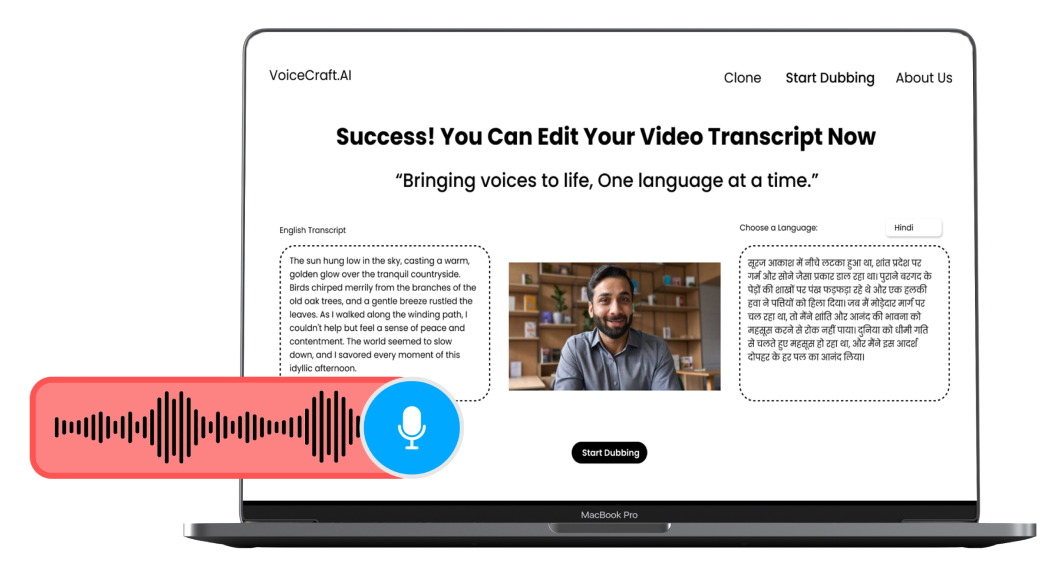 VoiceCraft.AI
Clone Start Dubbing About Us
Success! You Can Edit Your Video Transcript Now
“Bringing voices to life, One language at a time.”
English Transcript
The sun hung low in the sky, casting a warm,
golden glow over the tranquil countryside.
Birds chirped merrily from the branches of the
old oak trees, and a gentle breeze rustled the
leaves. As I walked along the winding path, I
couldn't help but feel a sense of peace and
contentment. The world seemed to slow
down, and I savored every moment of this
idyllic afternoon.
Choose a Language:
Hindi
सूरज आकाश में नीचे लटका हुआ था, शांत प्रदेश पर
गर्म और सोने जैसा प्रकार डाल रहा था। पुराने बरगद के
पेड़ों की शाखों पर पंख फड़फड़ा रहे थे और एक हलकी
हवा ने पत्तियों को हिला दिया। जब मैं मोड़ेदार मार्ग पर
चल रहा था, तो मैंने शांति और आनंद की भावना को
महसूस करने से रोक नहीं पाया। दुनिया को धीमी गति
से चलते हुए महसूस हो रहा था, और मैंने इस आदर्श
दोपहर के हर पल का आनंद लिया।
Start Dubbing
MacBook Pro